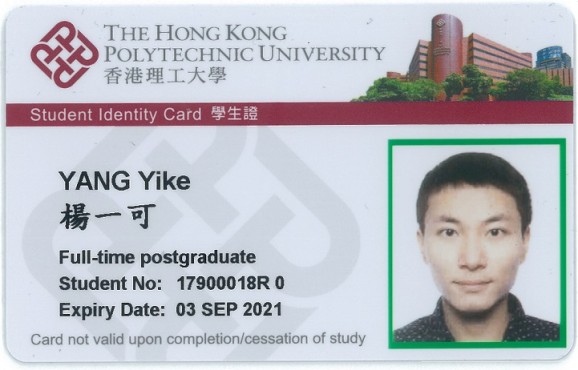 THE HONG KONG
POLYTECHNIC UNIVERSITY
香港理工大學
Student Identity Card 學生證
YANG Yike
楊一可
Full-time postgraduate
Student No: 17900018R 0
Expiry Date: 03 SEP 2021
Card not valid upon completion/cessation of study